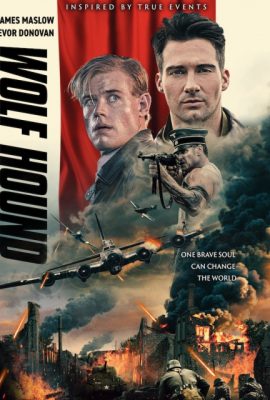 INSPIRED BY TRUE EVENTS
JAMES MASLOW
EVOR DONOVAN
WOLF HOUND
ONE BRAVE SOUL
CAN CHANGE
THE WORLD